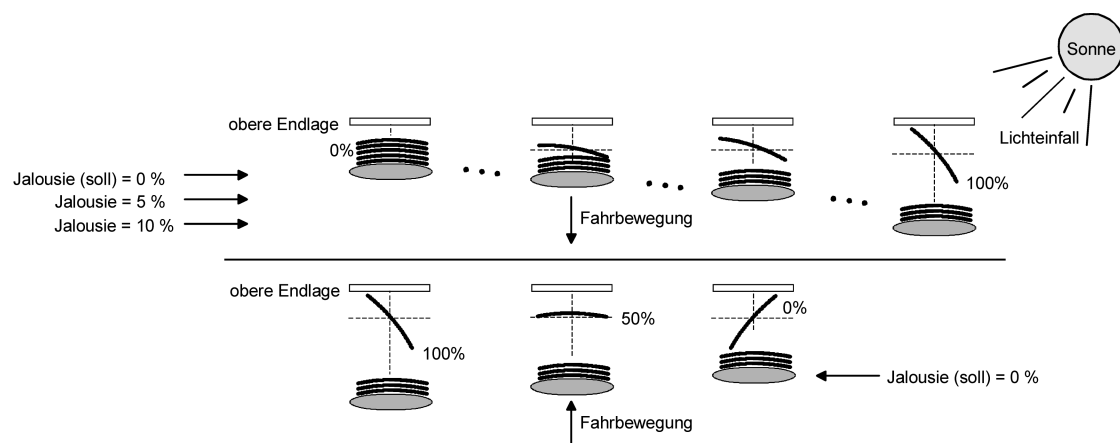 Sonne
Lichteinfall
obere Endlage
0%
100%
Jalousie (soll) = 0 %
Jalousie = 5 %
Jalousie = 10 %
Fahrbewegung
obere Endlage
100%
50%
0%
Jalousie (soll) = 0 %
Fahrbewegung